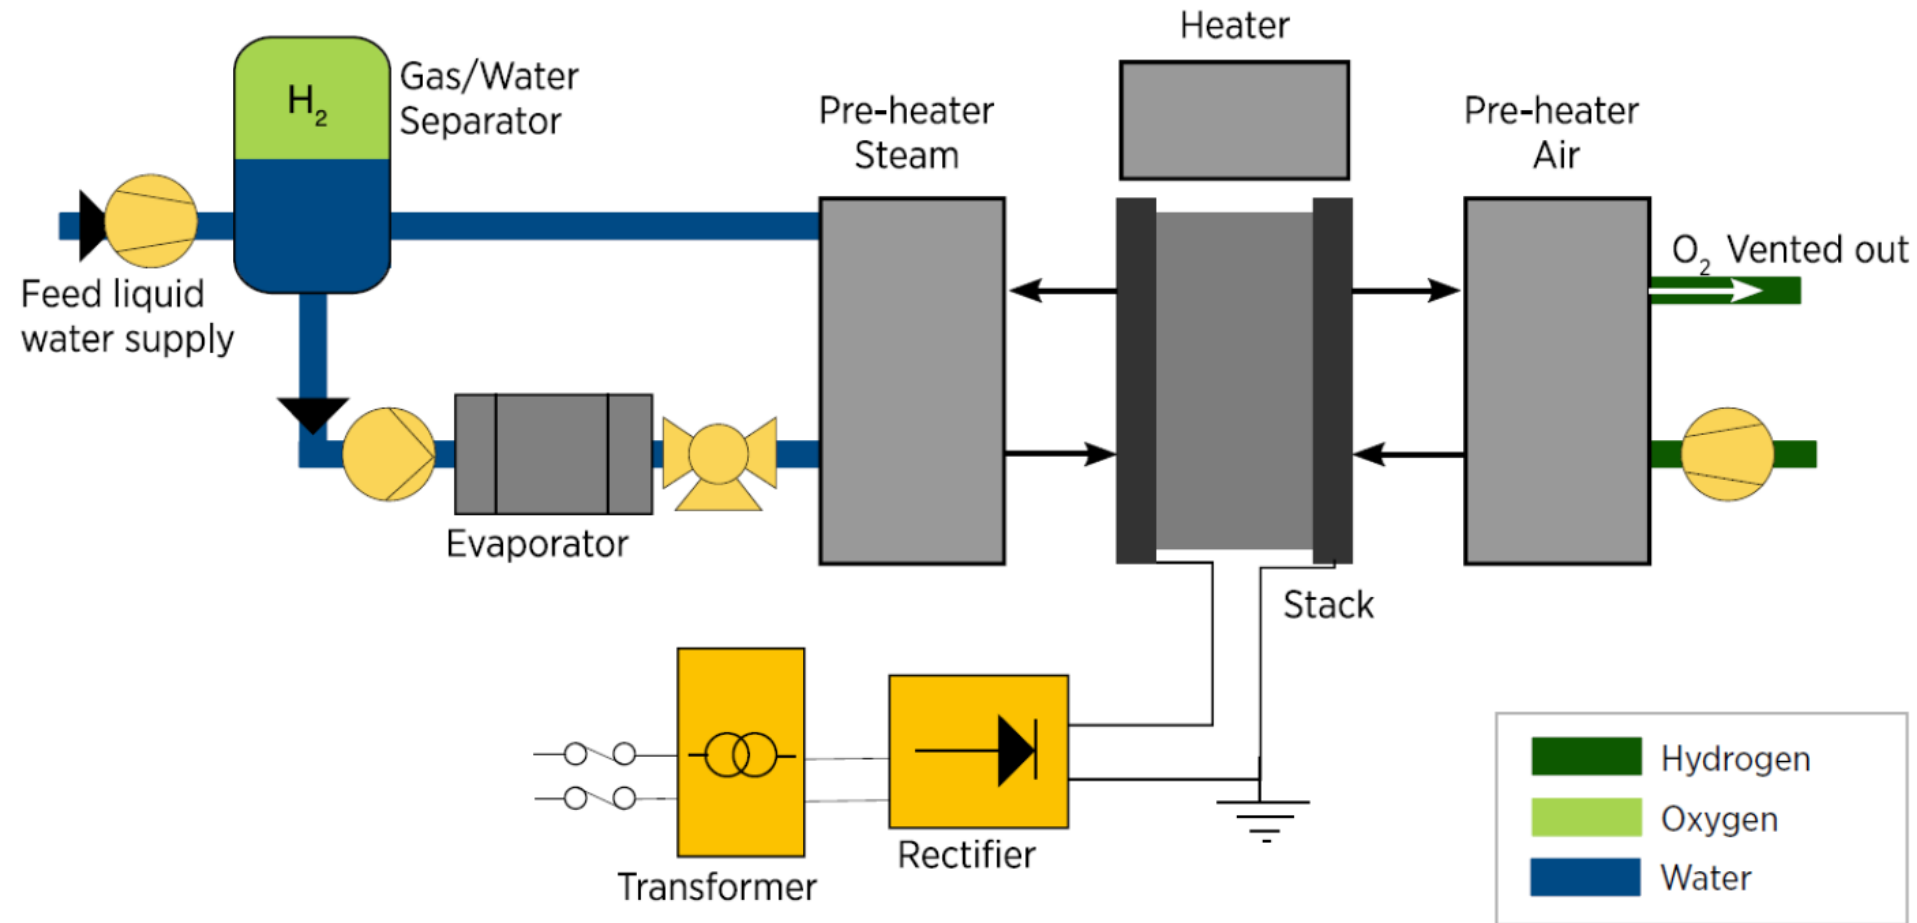 Heater
H2
Gas/Water
Separator
Pre-heater
Steam
Pre-heater
Air
O2 Vented out
Feed liquid
water supply
Evaporator
Stack
Transformer
Rectifier
Hydrogen
Oxygen
Water